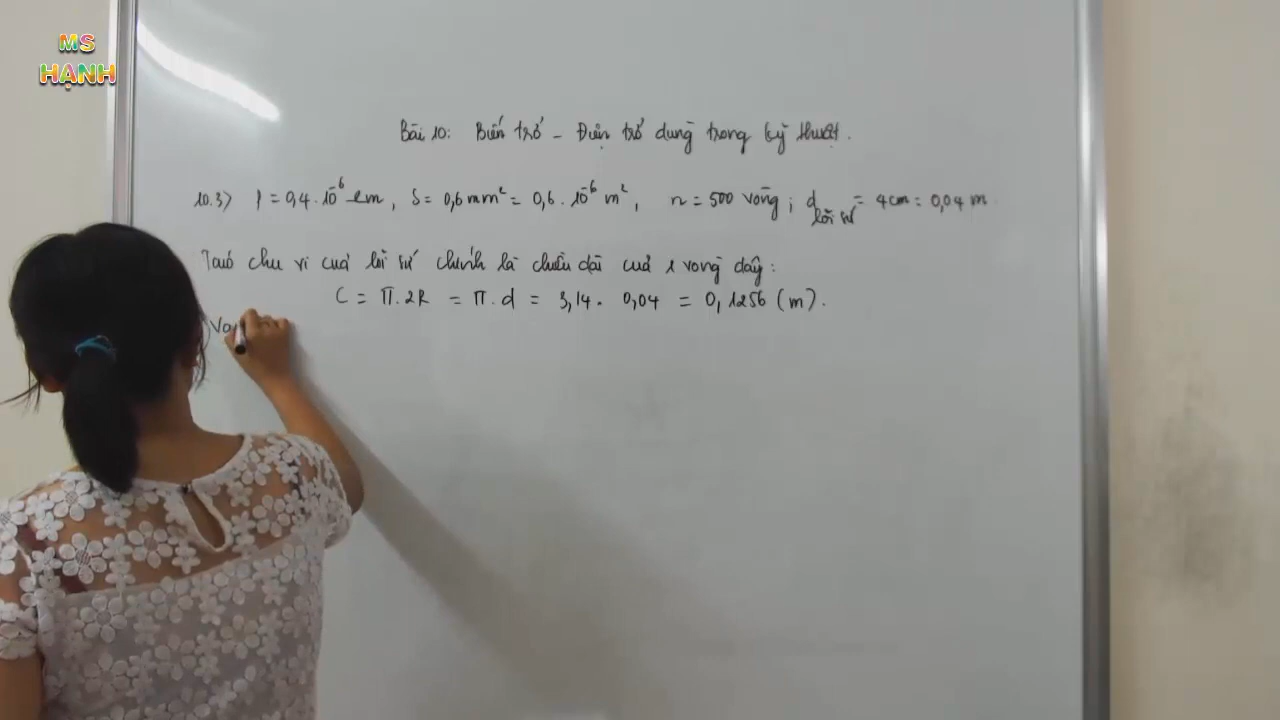 MS
HẠNH
Bài 10: Biến trở - Điện trở dùng trong kỹ thuật.
10.3> ρ = 0,4.10⁻⁶ Ωm, S = 0,6 mm² = 0,6.10⁻⁶ m², n = 500 vòng; d lõi sứ = 4cm = 0,04 m.
Ta có chu vi của lõi sứ chính là chiều dài của 1 vòng dây:
C = π.2R = π.d = 3,14. 0,04 = 0,1256 (m).